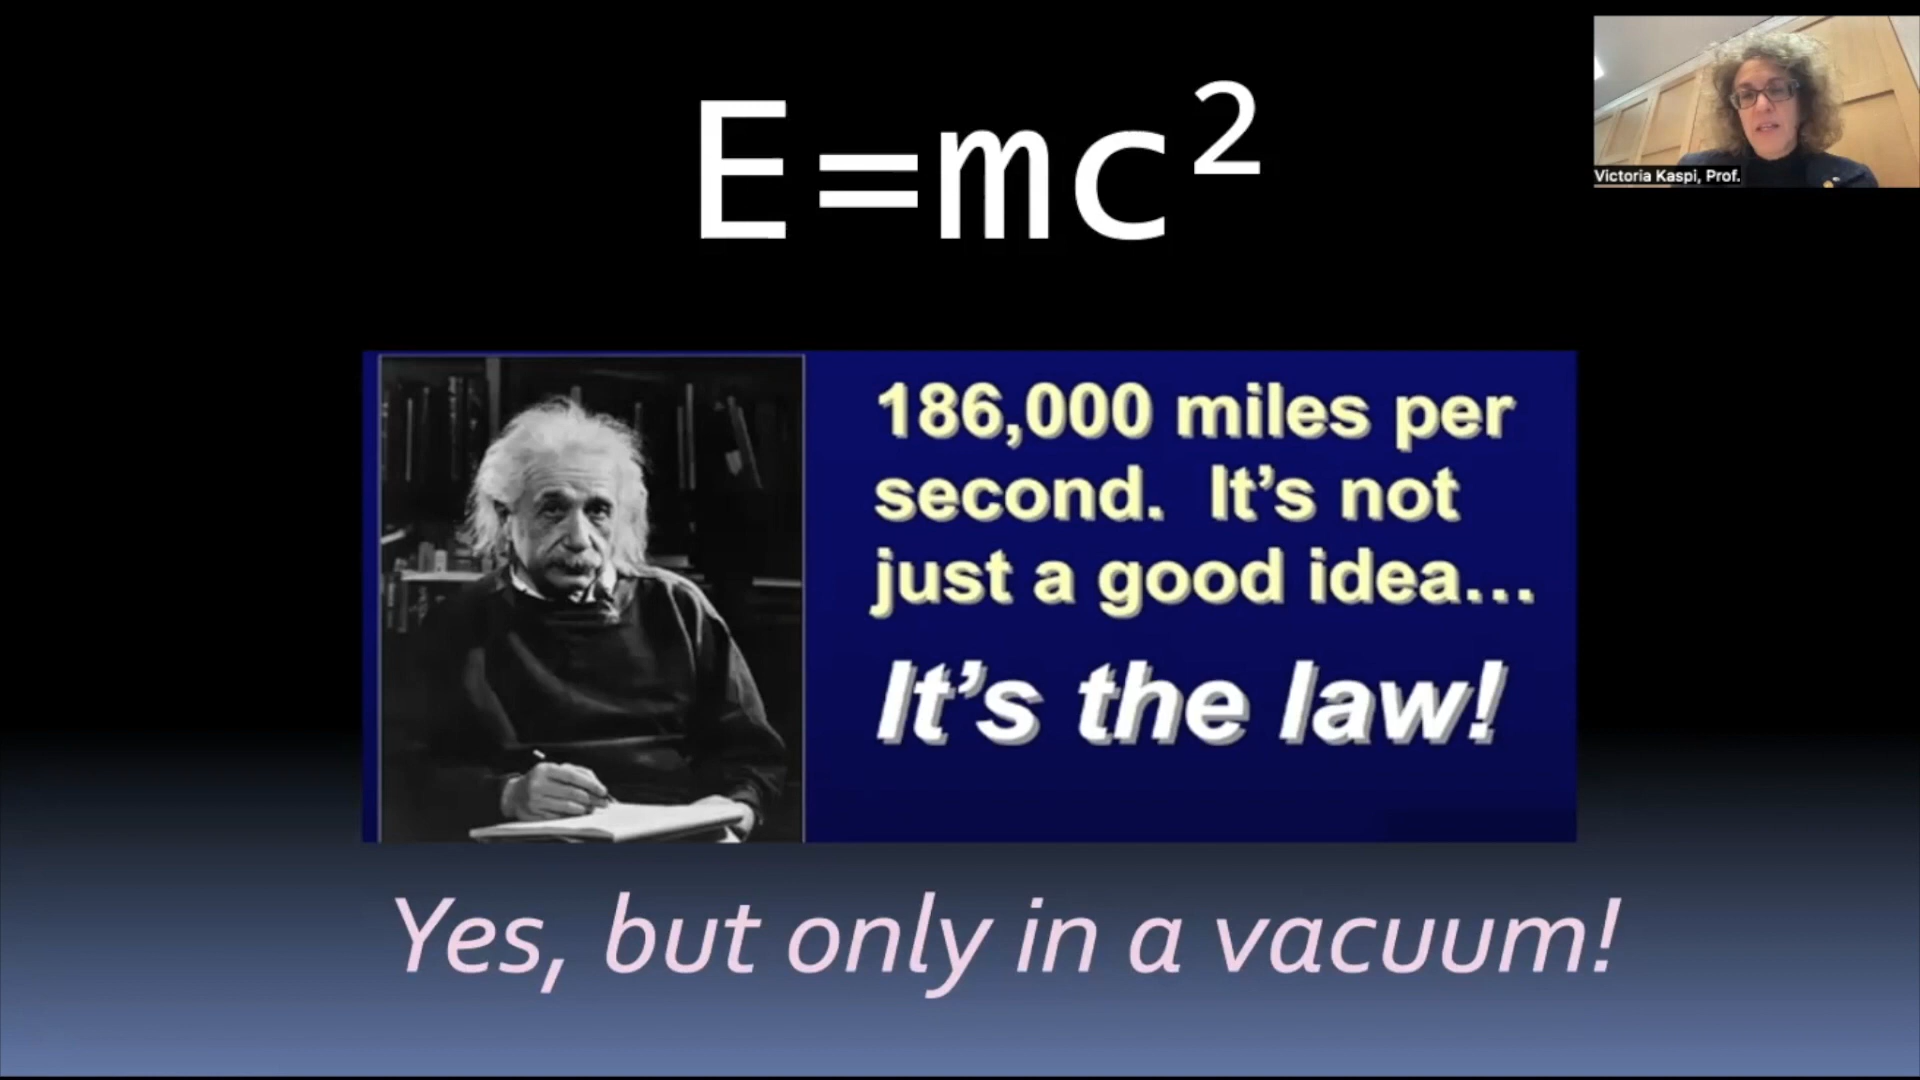 E=mc²
Victoria Kaspi, Prof.
186,000 miles per
second. It’s not
just a good idea...
It’s the law!
Yes, but only in a vacuum!